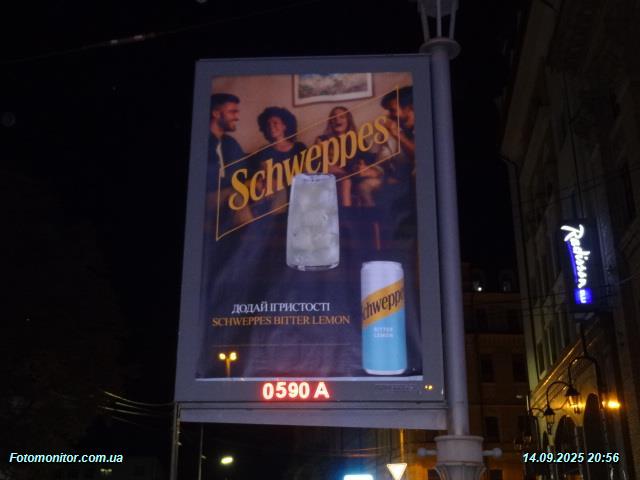 Schweppes
ДОДАЙ ІГРИСТОСТІ
SCHWEPPES BITTER LEMON
Schweppes
BITTER
LEMON
0590 A
Radisson
BLU
Fotomonitor.com.ua
14.09.2025 20:56